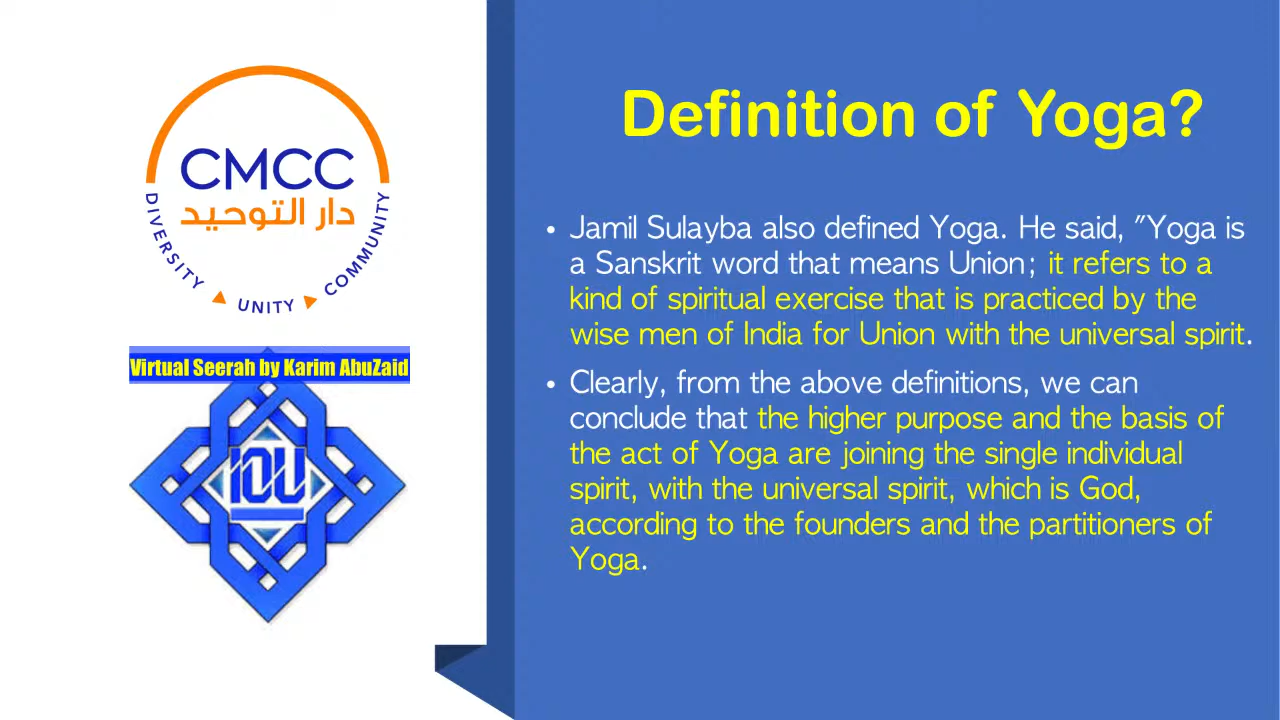 CMCC
دار التوحيد
DIVERSITY
UNITY
COMMUNITY
Virtual Seerah by Karim AbuZaid
IOU
Definition of Yoga?
• Jamil Sulayba also defined Yoga. He said, "Yoga is
a Sanskrit word that means Union; it refers to a
kind of spiritual exercise that is practiced by the
wise men of India for Union with the universal spirit.
• Clearly, from the above definitions, we can
conclude that the higher purpose and the basis of
the act of Yoga are joining the single individual
spirit, with the universal spirit, which is God,
according to the founders and the partitioners of
Yoga.